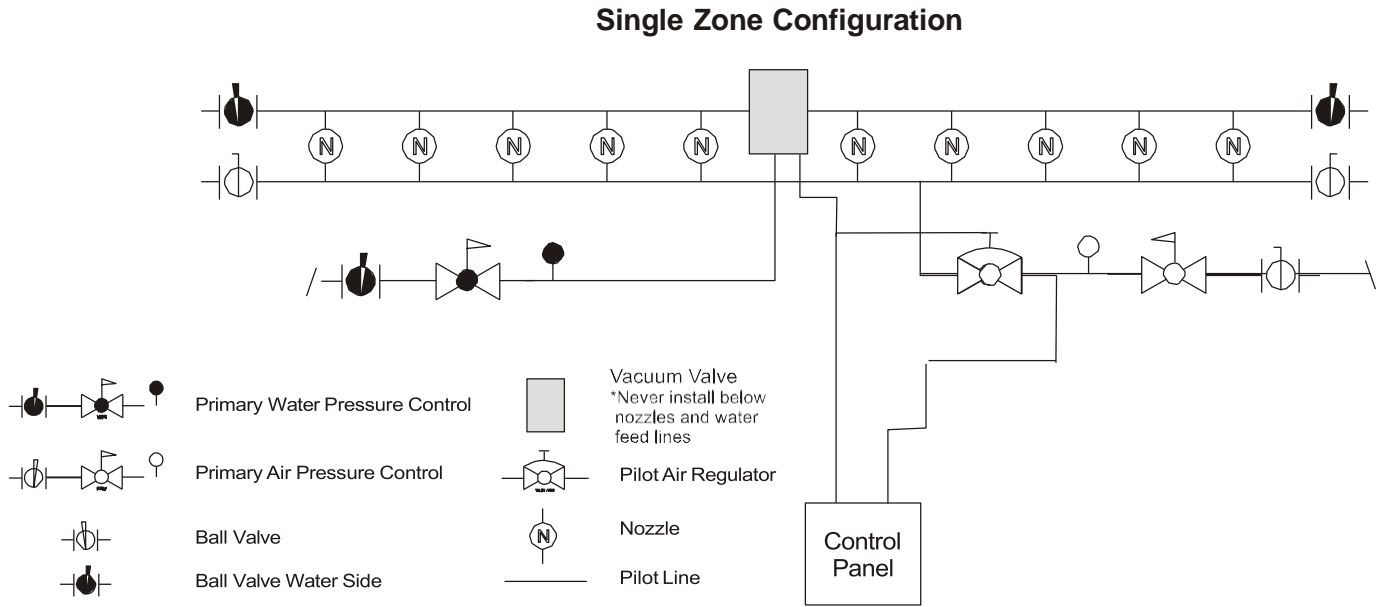 Single Zone Configuration
N N N N N N N N N N
Primary Water Pressure Control
Primary Air Pressure Control
Ball Valve
Ball Valve Water Side
Vacuum Valve
*Never install below
nozzles and water
feed lines
Pilot Air Regulator
N
Nozzle
Pilot Line
Control
Panel